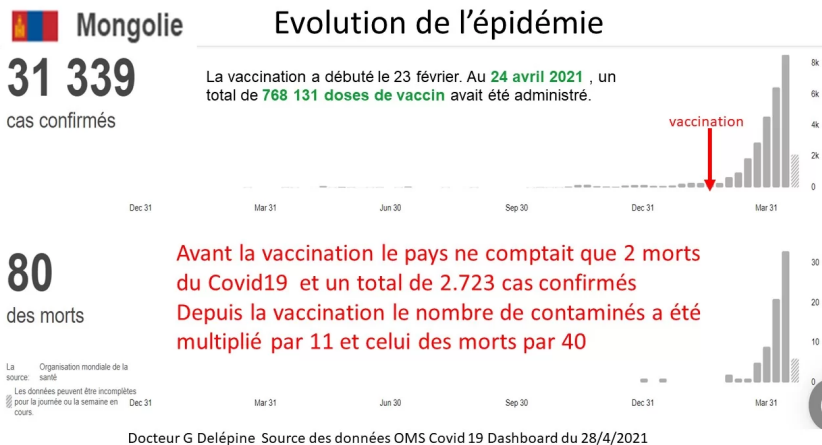 Mongolie
Evolution de l'épidémie
31 339
cas confirmés
La vaccination a débuté le 23 février. Au 24 avril 2021 , un
total de 768 131 doses de vaccin avait été administré.
vaccination
8k
6k
4k
2k
0
Dec 31
Mar 31
Jun 30
Sep 30
Dec 31
Mar 31
80
des morts
Avant la vaccination le pays ne comptait que 2 morts
du Covid19 et un total de 2.723 cas confirmés
Depuis la vaccination le nombre de contaminés a été
multiplié par 11 et celui des morts par 40
30
20
10
0
La
source:
Organisation mondiale de la
santé
Les données peuvent être incomplètes
pour la journée ou la semaine en
cours.
Dec 31
Mar 31
Jun 30
Sep 30
Dec 31
Mar 31
Docteur G Delépine Source des données OMS Covid 19 Dashboard du 28/4/2021